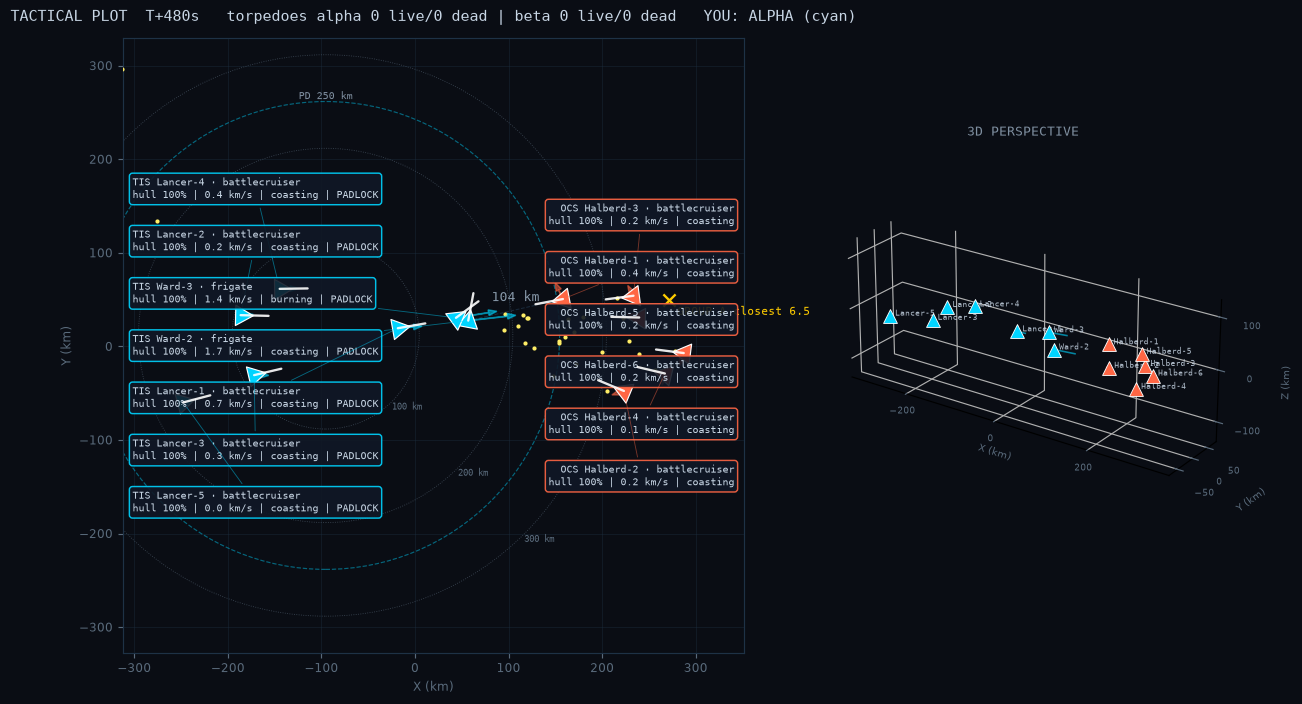 TACTICAL PLOT  T+480s   torpedoes alpha 0 live/0 dead | beta 0 live/0 dead   YOU: ALPHA (cyan)
300
200
100
0
−100
−200
−300
Y (km)
−300
−200
−100
0
100
200
300
X (km)
PD 250 km
100 km
200 km
300 km
104 km
closest 6.5
TIS Lancer-4 · battlecruiser
hull 100% | 0.4 km/s | coasting | PADLOCK
TIS Lancer-2 · battlecruiser
hull 100% | 0.2 km/s | coasting | PADLOCK
TIS Ward-3 · frigate
hull 100% | 1.4 km/s | burning | PADLOCK
TIS Ward-2 · frigate
hull 100% | 1.7 km/s | coasting | PADLOCK
TIS Lancer-1 · battlecruiser
hull 100% | 0.7 km/s | coasting | PADLOCK
TIS Lancer-3 · battlecruiser
hull 100% | 0.3 km/s | coasting | PADLOCK
TIS Lancer-5 · battlecruiser
hull 100% | 0.0 km/s | coasting | PADLOCK
OCS Halberd-3 · battlecruiser
hull 100% | 0.2 km/s | coasting
OCS Halberd-1 · battlecruiser
hull 100% | 0.4 km/s | coasting
OCS Halberd-5 · battlecruiser
hull 100% | 0.2 km/s | coasting
OCS Halberd-6 · battlecruiser
hull 100% | 0.2 km/s | coasting
OCS Halberd-4 · battlecruiser
hull 100% | 0.1 km/s | coasting
OCS Halberd-2 · battlecruiser
hull 100% | 0.2 km/s | coasting
3D PERSPECTIVE
Lancer-5
Lancer-3
Lancer-4
Ward-3
Ward-2
Halberd-1
Halberd-5
Halberd-3
Halberd-6
Halberd-4
−200
0
200
X (km)
−50
0
50
Y (km)
100
0
−100
Z (km)